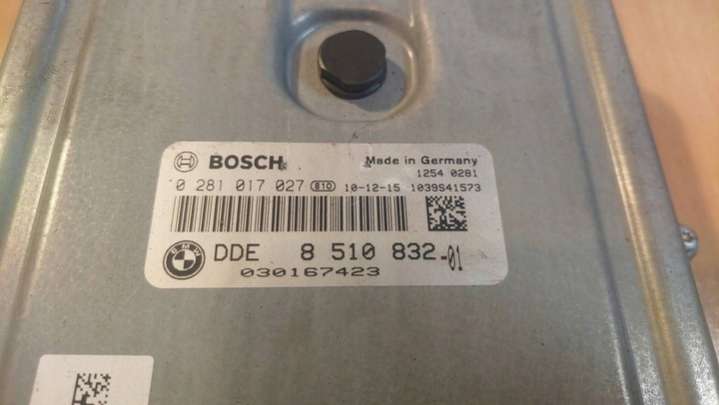 BOSCH Made in Germany
1254 0281
0 281 017 027 B10 10-12-15 1039S41573
BMW DDE 8 510 832-01
030167423